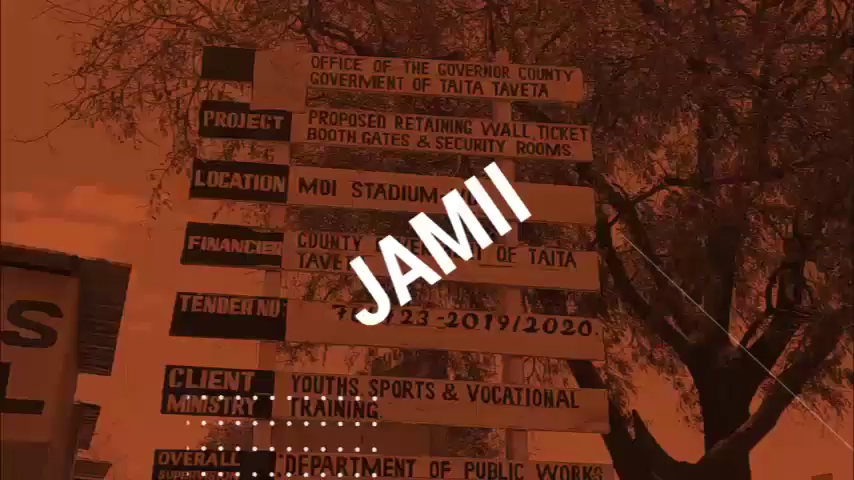 OFFICE OF THE GOVERNOR COUNTY
GOVERMENT OF TAITA TAVETA
PROJECT
PROPOSED RETAINING WALL, TICKET
BOOTH GATES & SECURITY ROOMS.
LOCATION
MOI STADIUM
JAMII
FINANCIER
COUNTY OF TAITA
TENDER NO
23-2019/2020.
CLIENT
MINISTRY
YOUTHS SPORTS & VOCATIONAL
TRAINING.
OVERALL
DEPARTMENT OF PUBLIC WORKS
S
L